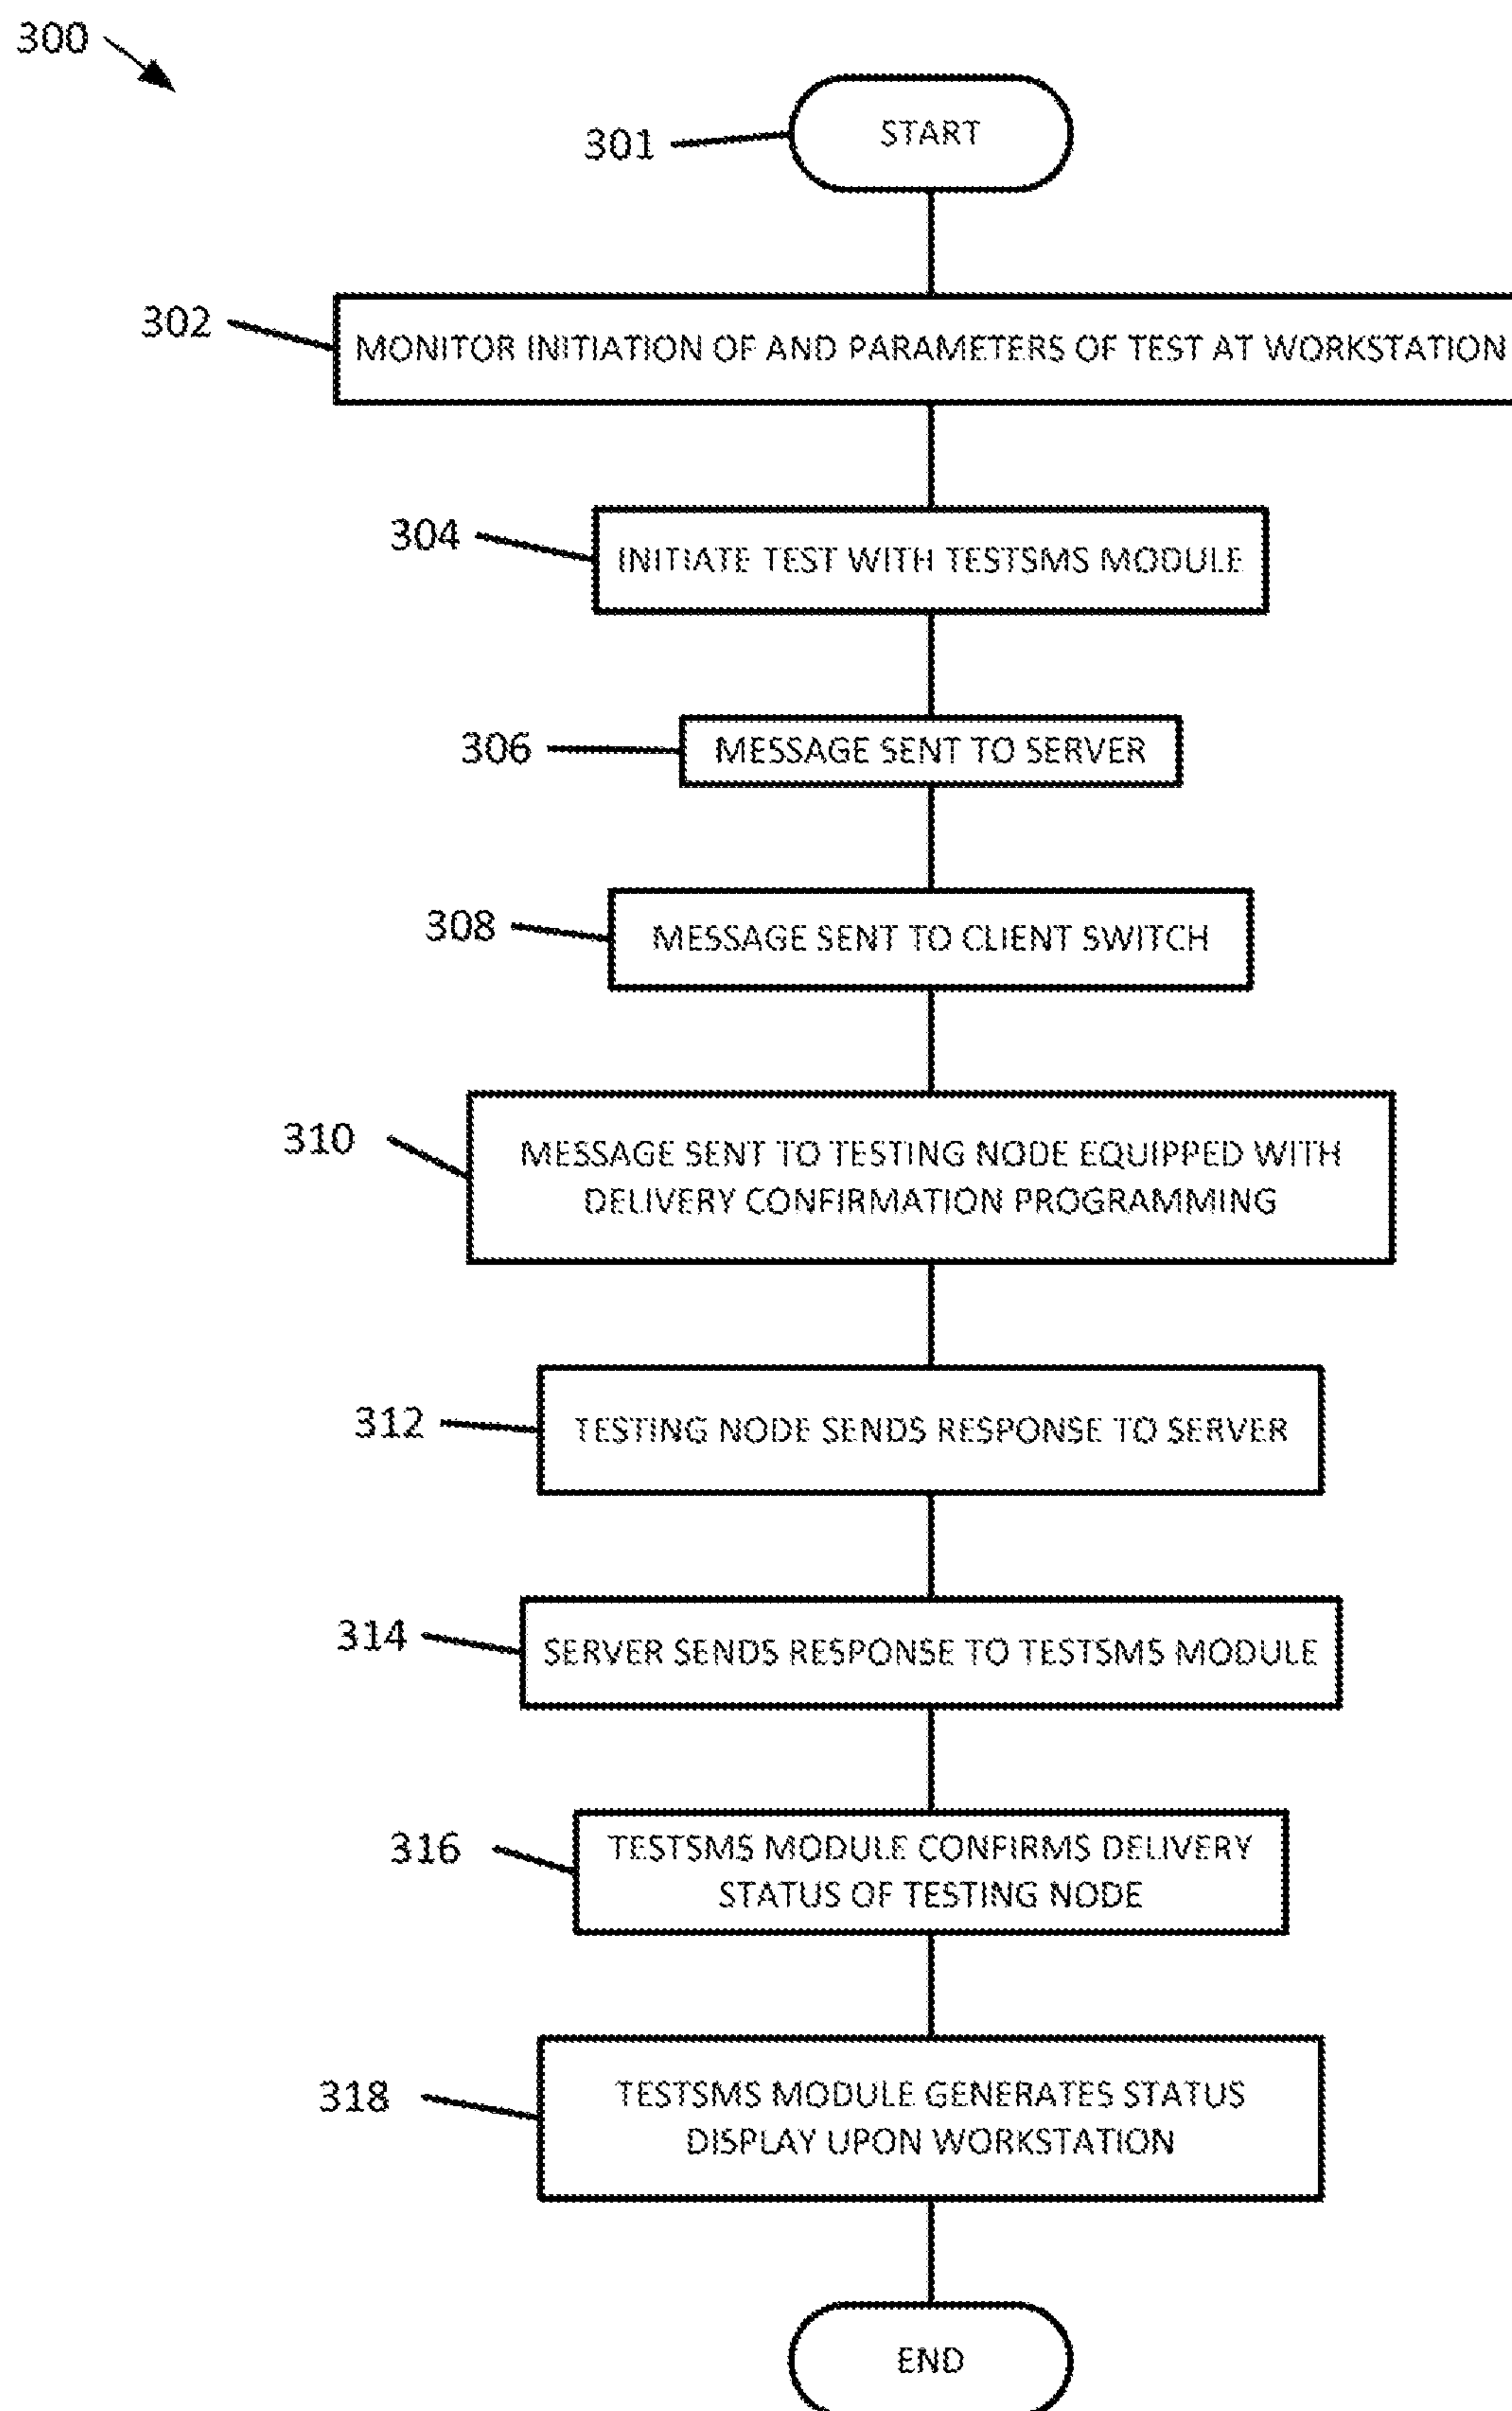 300
301
START
302
MONITOR INITIATION OF AND PARAMETERS OF TEST AT WORKSTATION
304
INITIATE TEST WITH TESTSMS MODULE
306
MESSAGE SENT TO SERVER
308
MESSAGE SENT TO CLIENT SWITCH
310
MESSAGE SENT TO TESTING NODE EQUIPPED WITH
DELIVERY CONFIRMATION PROGRAMMING
312
TESTING NODE SENDS RESPONSE TO SERVER
314
SERVER SENDS RESPONSE TO TESTSMS MODULE
316
TESTSMS MODULE CONFIRMS DELIVERY
STATUS OF TESTING NODE
318
TESTSMS MODULE GENERATES STATUS
DISPLAY UPON WORKSTATION
END